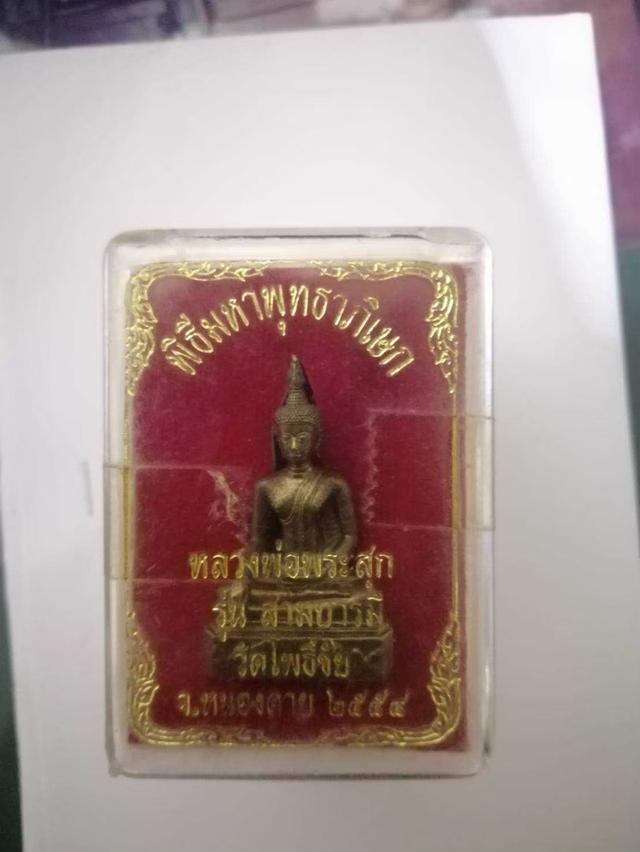 พิธีมหาพุทธาภิเษก
หลวงพ่อพระสุก
รุ่น สามบารมี
วัดโพธิ์ชัย
จ.หนองคาย ๒๕๕๔